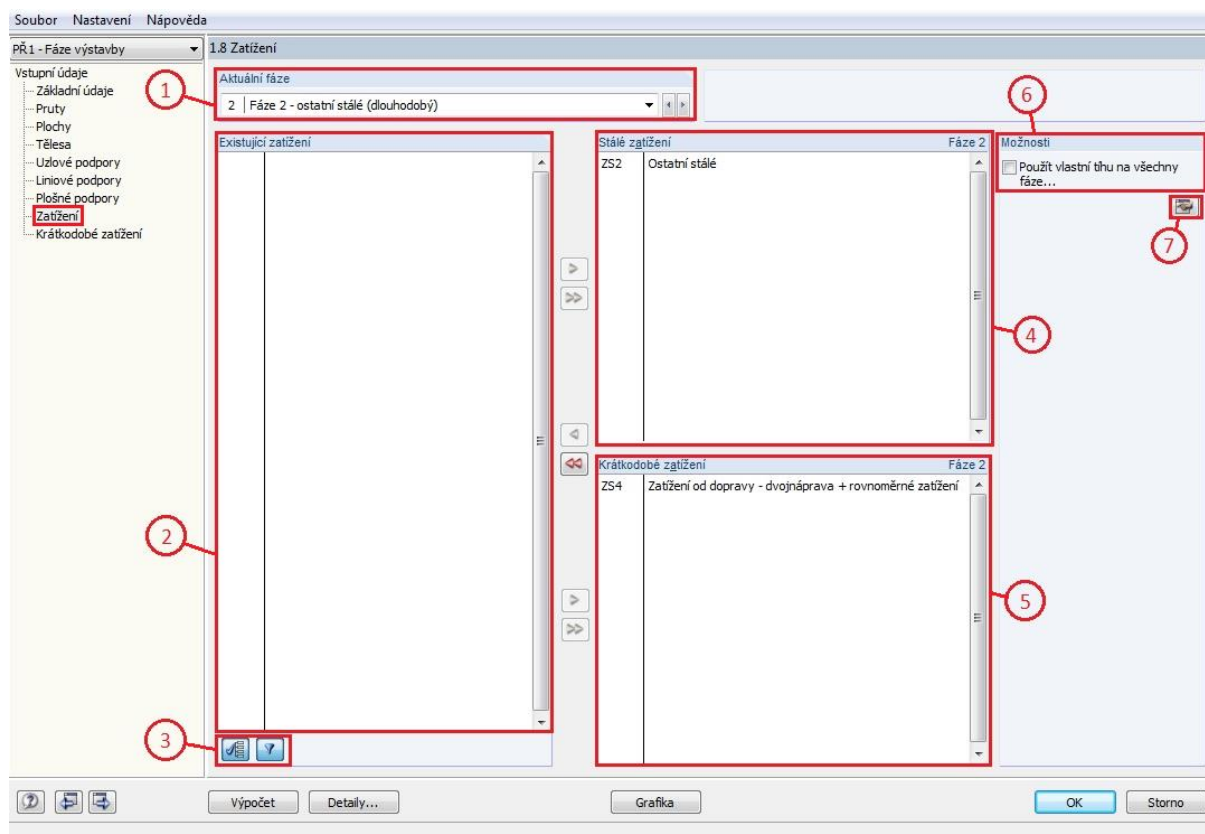 Soubor Nastavení Nápověda
PŘ1 - Fáze výstavby
1.8 Zatížení
Vstupní údaje
Základní údaje
Pruty
Plochy
Tělesa
Uzlové podpory
Liniové podpory
Plošné podpory
Zatížení
Krátkodobé zatížení
1
Aktuální fáze
2 Fáze 2 - ostatní stálé (dlouhodobý)
6
Existující zatížení
Stálé zatížení Fáze 2
ZS2 Ostatní stálé
Možnosti
Použít vlastní tíhu na všechny
fáze...
7
> 
>>
4
<
<<
Krátkodobé zatížení Fáze 2
ZS4 Zatížení od dopravy - dvojnáprava + rovnoměrné zatížení
2
5
>
>>
3
Výpočet Detaily... Grafika OK Storno